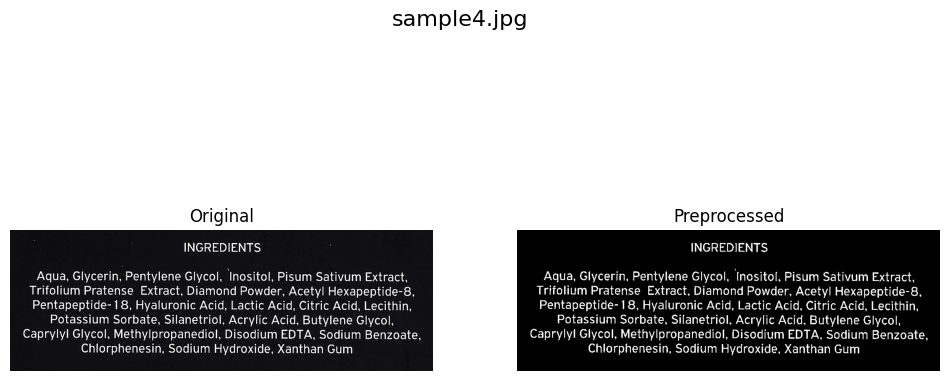 sample4.jpg
Original
INGREDIENTS
Aqua, Glycerin, Pentylene Glycol, Inositol, Pisum Sativum Extract,
Trifolium Pratense Extract, Diamond Powder, Acetyl Hexapeptide-8,
Pentapeptide-18, Hyaluronic Acid, Lactic Acid, Citric Acid, Lecithin,
Potassium Sorbate, Silanetriol, Acrylic Acid, Butylene Glycol,
Caprylyl Glycol, Methylpropanediol, Disodium EDTA, Sodium Benzoate,
Chlorphenesin, Sodium Hydroxide, Xanthan Gum
Preprocessed
INGREDIENTS
Aqua, Glycerin, Pentylene Glycol, Inositol, Pisum Sativum Extract,
Trifolium Pratense Extract, Diamond Powder, Acetyl Hexapeptide-8,
Pentapeptide-18, Hyaluronic Acid, Lactic Acid, Citric Acid, Lecithin,
Potassium Sorbate, Silanetriol, Acrylic Acid, Butylene Glycol,
Caprylyl Glycol, Methylpropanediol, Disodium EDTA, Sodium Benzoate,
Chlorphenesin, Sodium Hydroxide, Xanthan Gum